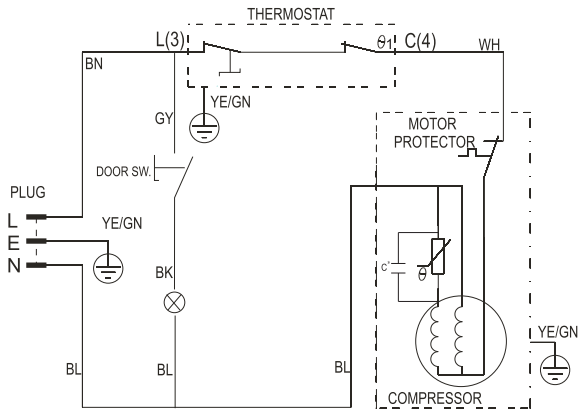 THERMOSTAT
L(3)
θ1
C(4)
WH
BN
YE/GN
GY
MOTOR
PROTECTOR
DOOR SW.
PLUG
L
YE/GN
E
N
BK
c*
θ
YE/GN
BL
BL
BL
COMPRESSOR